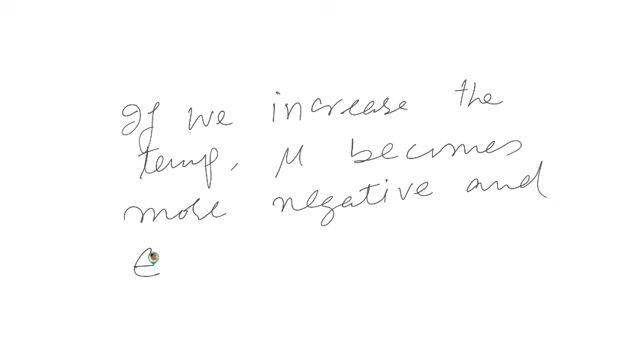 If we increase the
temp, μ becomes
more negative and
e